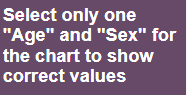 Select only one
"Age" and "Sex" for
the chart to show
correct values